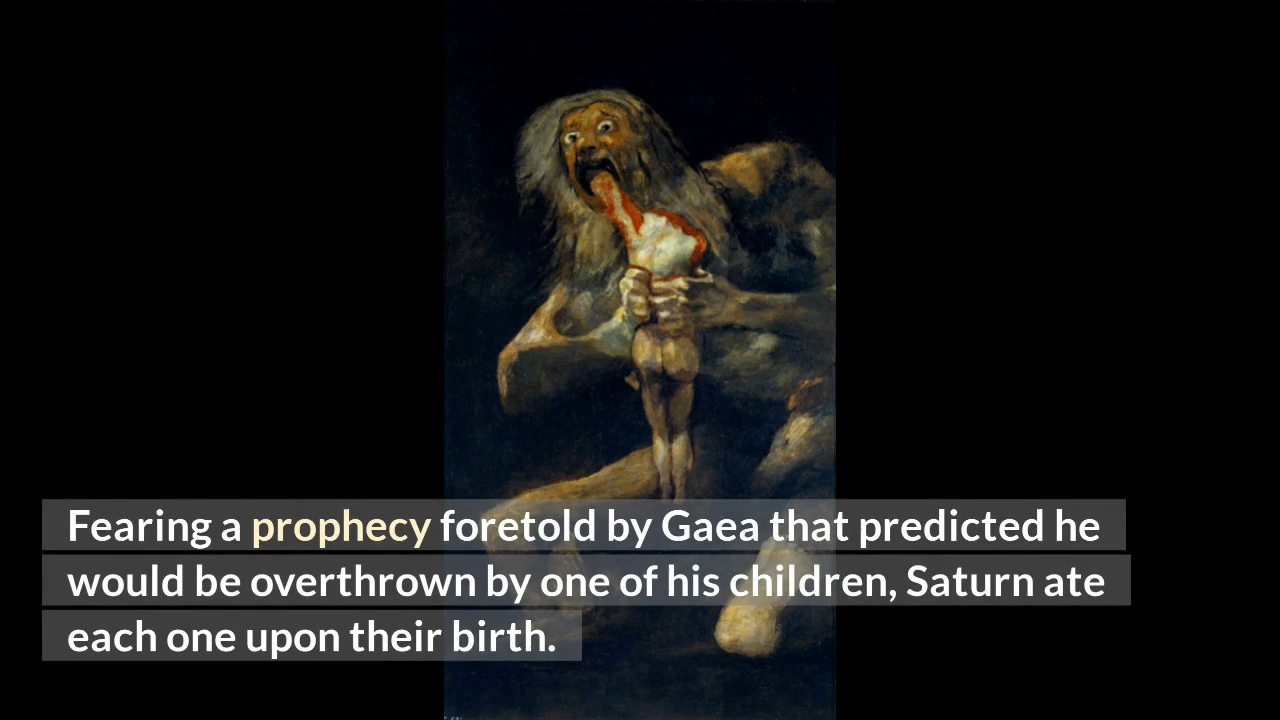 Fearing a prophecy foretold by Gaea that predicted he
would be overthrown by one of his children, Saturn ate
each one upon their birth.